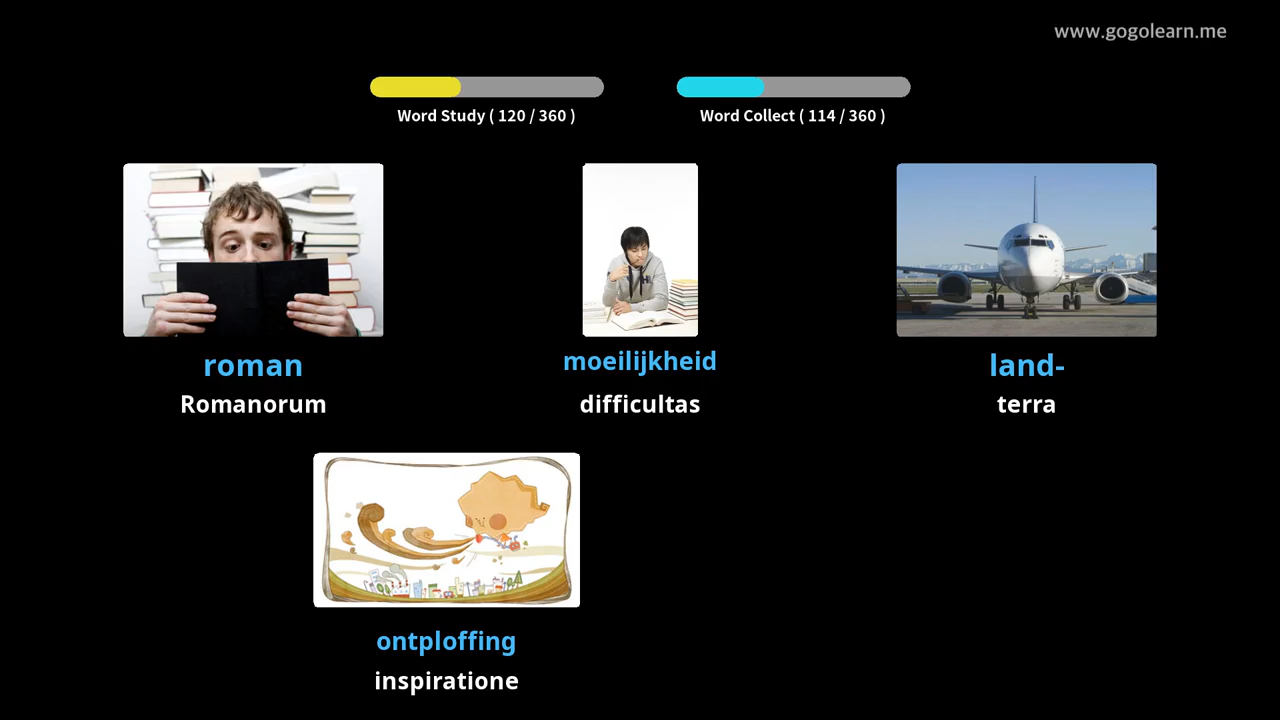 www.gogolearn.me
Word Study ( 120 / 360 )
Word Collect ( 114 / 360 )
roman
moeilijkheid
land-
Romanorum
difficultas
terra
ontploffing
inspiratione